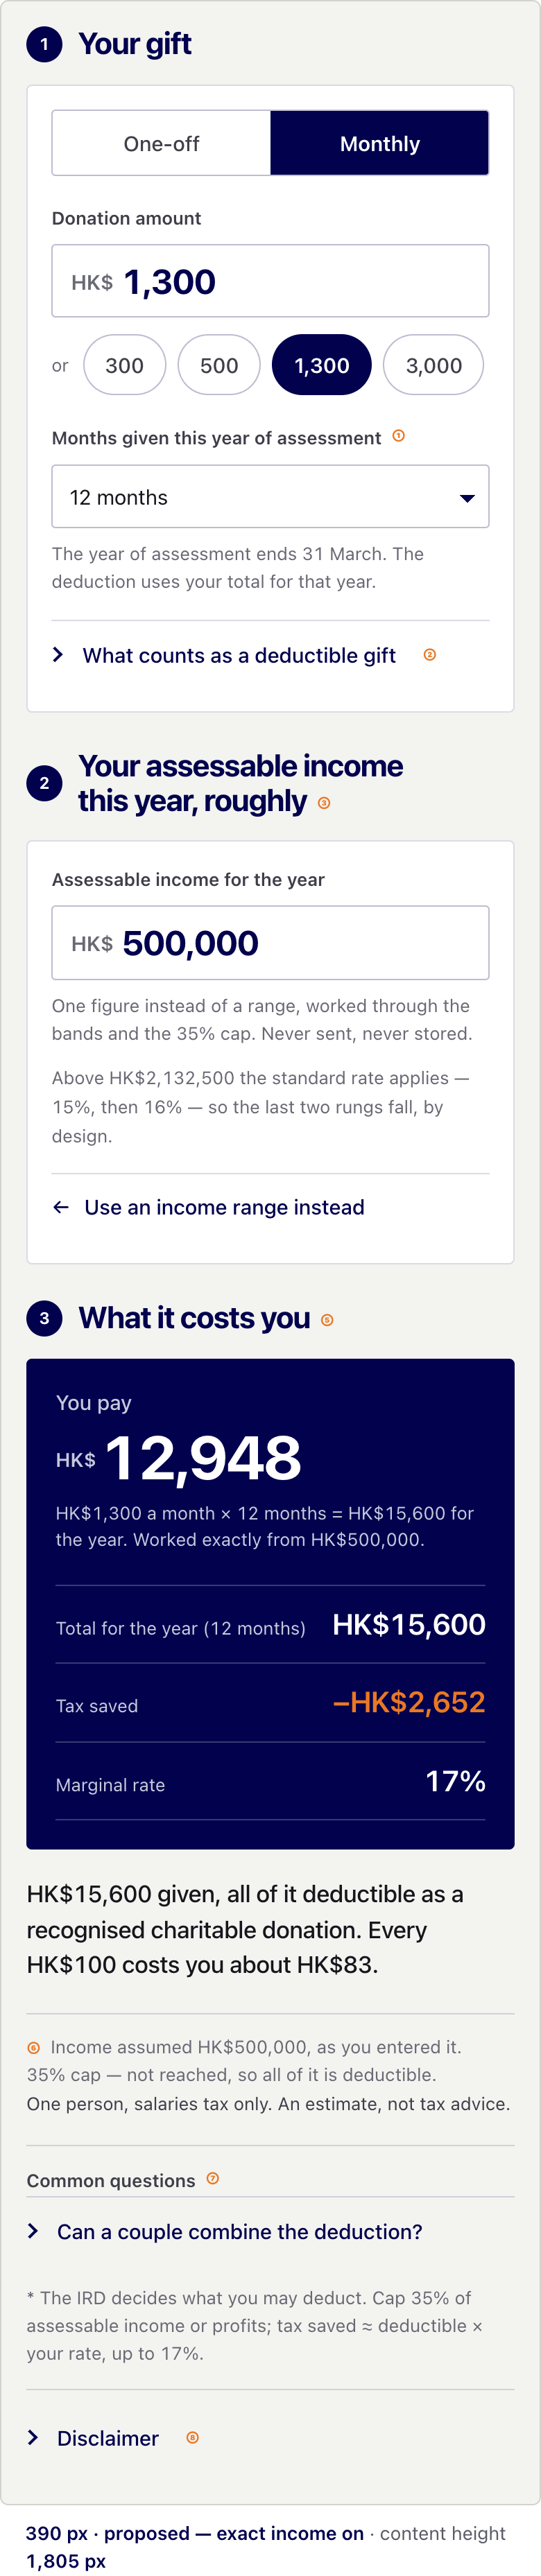 1 Your gift
One-off Monthly
Donation amount
HK$ 1,300
or 300 500 1,300 3,000
Months given this year of assessment ①
12 months
The year of assessment ends 31 March. The
deduction uses your total for that year.
What counts as a deductible gift ②
2 Your assessable income
this year, roughly ③
Assessable income for the year
HK$ 500,000
One figure instead of a range, worked through the
bands and the 35% cap. Never sent, never stored.
Above HK$2,132,500 the standard rate applies —
15%, then 16% — so the last two rungs fall, by
design.
← Use an income range instead
3 What it costs you ⑤
You pay
HK$ 12,948
HK$1,300 a month × 12 months = HK$15,600 for
the year. Worked exactly from HK$500,000.
Total for the year (12 months) HK$15,600
Tax saved –HK$2,652
Marginal rate 17%
HK$15,600 given, all of it deductible as a
recognised charitable donation. Every
HK$100 costs you about HK$83.
⑥ Income assumed HK$500,000, as you entered it.
35% cap — not reached, so all of it is deductible.
One person, salaries tax only. An estimate, not tax advice.
Common questions ⑦
Can a couple combine the deduction?
* The IRD decides what you may deduct. Cap 35% of
assessable income or profits; tax saved ≈ deductible ×
your rate, up to 17%.
Disclaimer ⑧
390 px · proposed — exact income on · content height
1,805 px